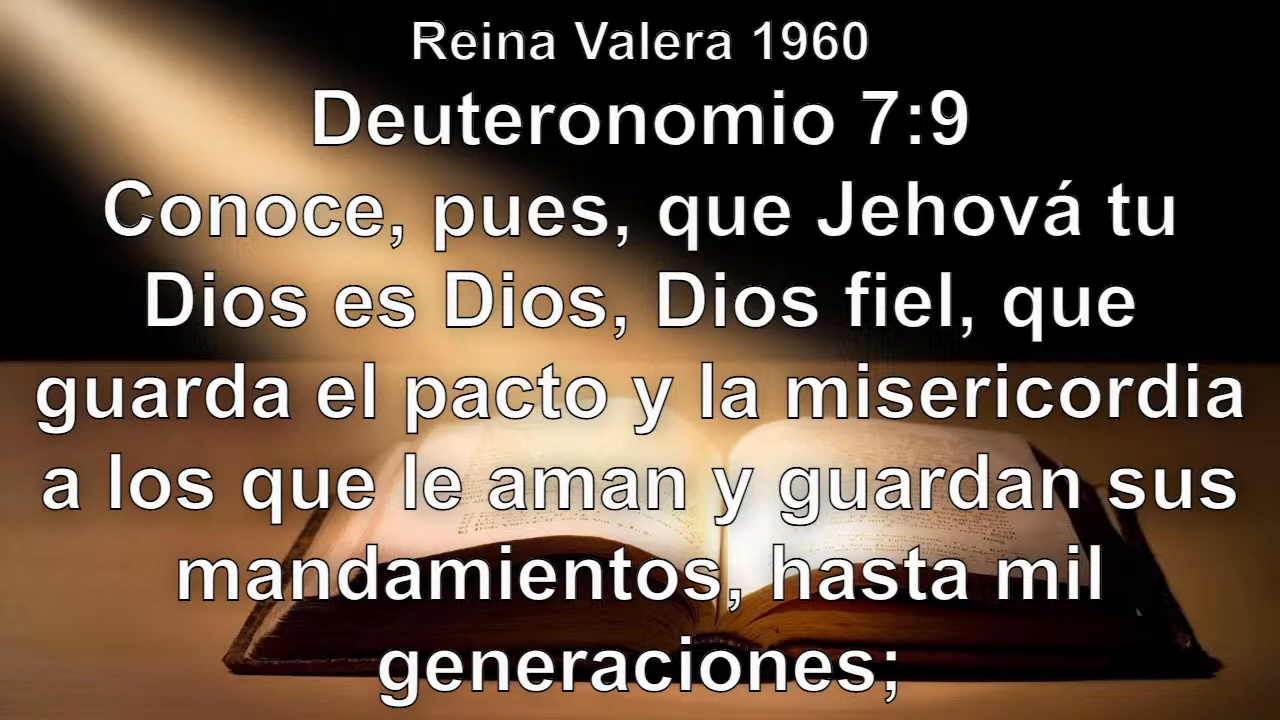 Reina Valera 1960
Deuteronomio 7:9
Conoce, pues, que Jehová tu
Dios es Dios, Dios fiel, que
guarda el pacto y la misericordia
a los que le aman y guardan sus
mandamientos, hasta mil
generaciones;